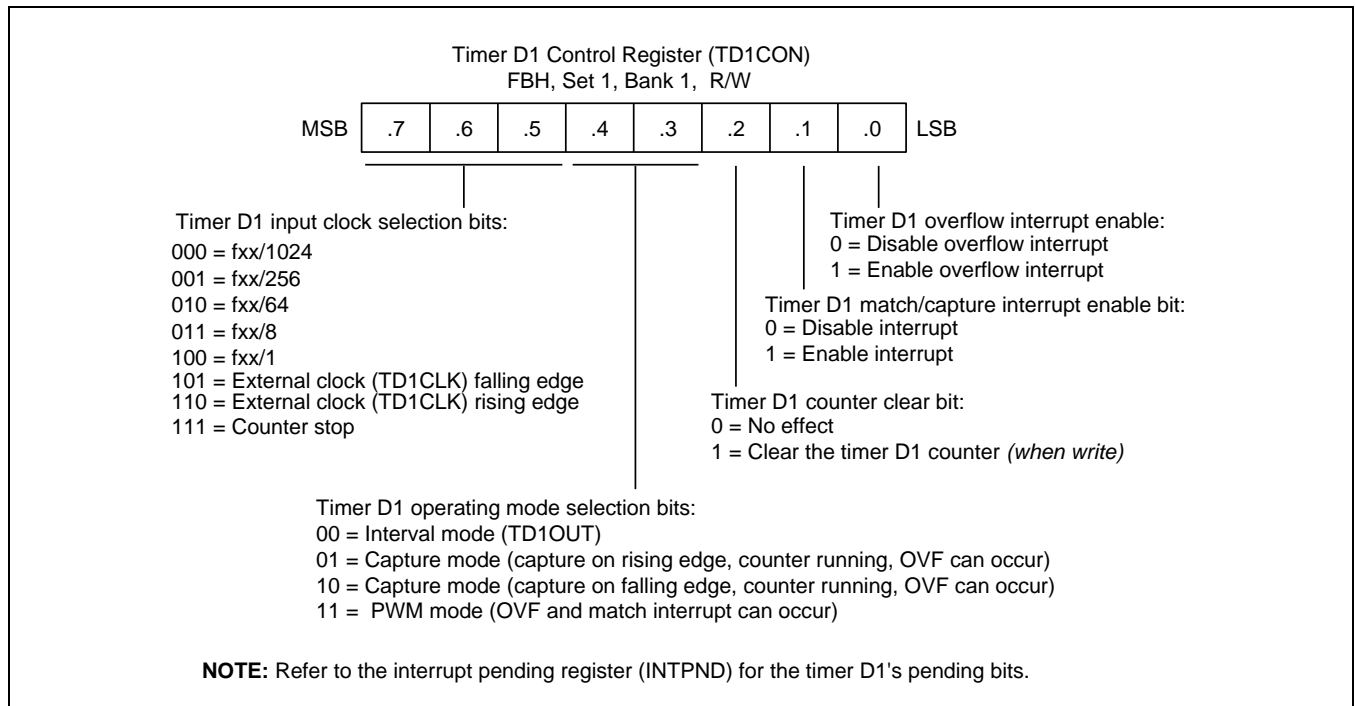 Timer D1 Control Register (TD1CON)
FBH, Set 1, Bank 1, R/W
MSB .7 .6 .5 .4 .3 .2 .1 .0 LSB
Timer D1 input clock selection bits:
000 = fxx/1024
001 = fxx/256
010 = fxx/64
011 = fxx/8
100 = fxx/1
101 = External clock (TD1CLK) falling edge
110 = External clock (TD1CLK) rising edge
111 = Counter stop
Timer D1 overflow interrupt enable:
0 = Disable overflow interrupt
1 = Enable overflow interrupt
Timer D1 match/capture interrupt enable bit:
0 = Disable interrupt
1 = Enable interrupt
Timer D1 counter clear bit:
0 = No effect
1 = Clear the timer D1 counter (when write)
Timer D1 operating mode selection bits:
00 = Interval mode (TD1OUT)
01 = Capture mode (capture on rising edge, counter running, OVF can occur)
10 = Capture mode (capture on falling edge, counter running, OVF can occur)
11 = PWM mode (OVF and match interrupt can occur)
NOTE: Refer to the interrupt pending register (INTPND) for the timer D1's pending bits.